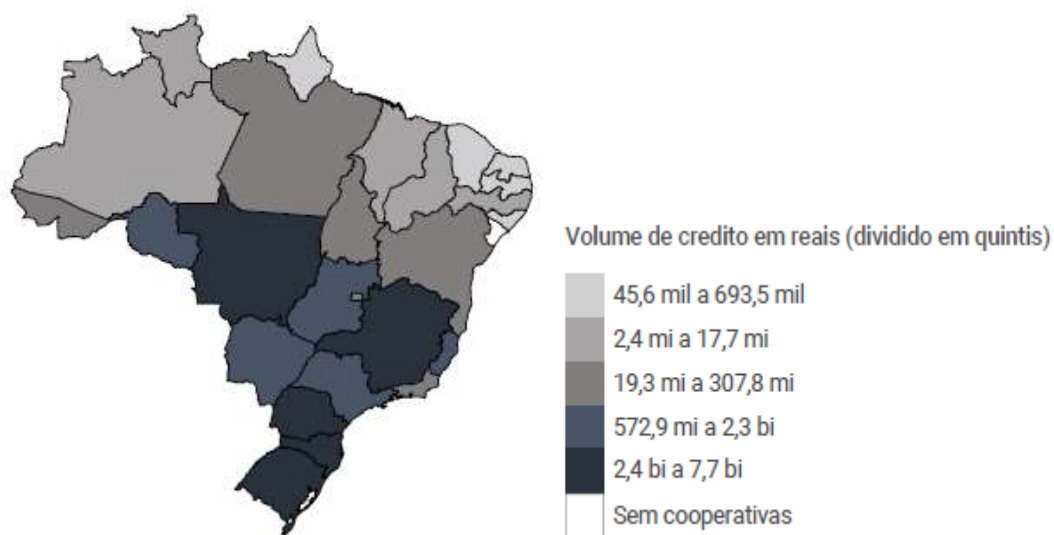 Volume de credito em reais (dividido em quintis)
45,6 mil a 693,5 mil
2,4 mi a 17,7 mi
19,3 mi a 307,8 mi
572,9 mi a 2,3 bi
2,4 bi a 7,7 bi
Sem cooperativas